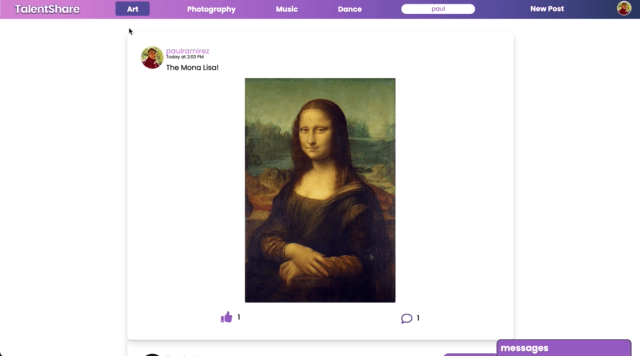 TalentShare Art Photography Music Dance paul New Post
paulramirez
Today at 2:03 PM
The Mona Lisa!
1 1
messages